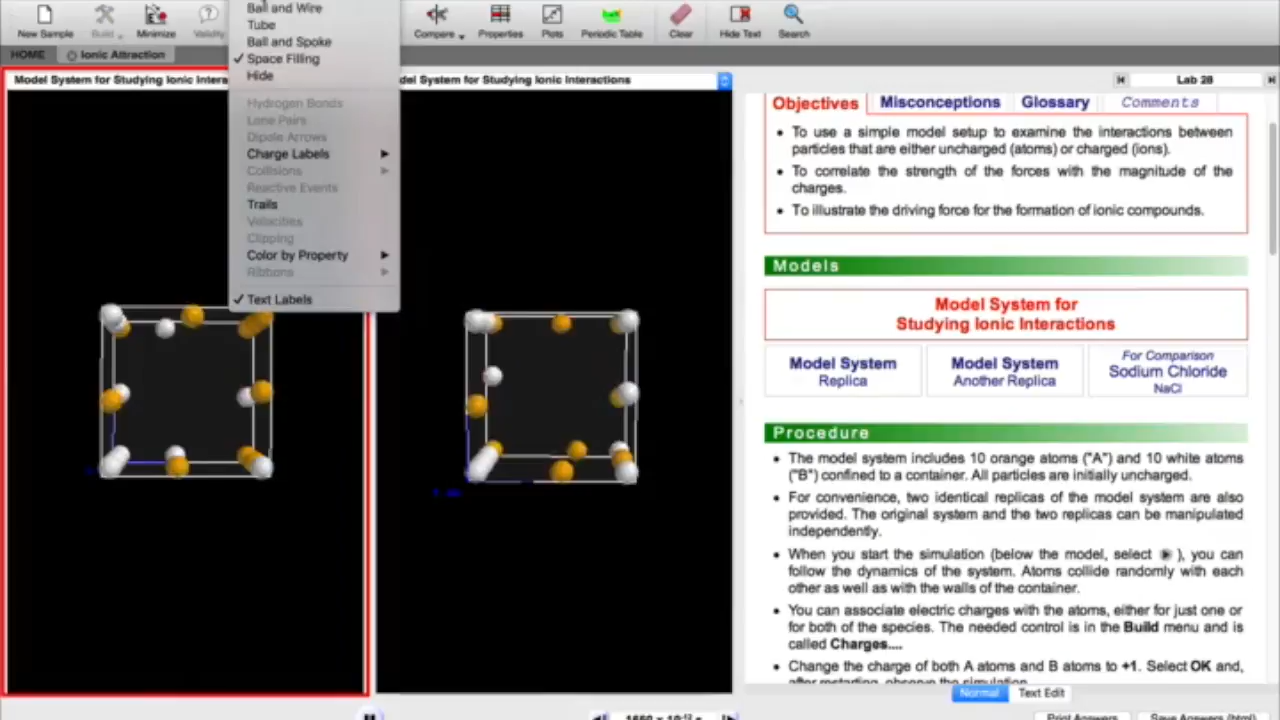 Ball and Wire
Tube
Ball and Spoke
✓ Space Filling
Hide
Hydrogen Bonds
Lone Pairs
Dipole Arrows
Charge Labels
Collisions
Reactive Events
Trails
Velocities
Clipping
Color by Property
Ribbons
✓ Text Labels
New Sample
Build
Minimize
Validity
Compare
Properties
Plots
Periodic Table
Clear
Hide Text
Search
HOME
Ionic Attraction
Model System for Studying Ionic Intera
del System for Studying Ionic Interactions
Lab 28
Objectives Misconceptions Glossary Comments
• To use a simple model setup to examine the interactions between
particles that are either uncharged (atoms) or charged (ions).
• To correlate the strength of the forces with the magnitude of the
charges.
• To illustrate the driving force for the formation of ionic compounds.
Models
Model System for
Studying Ionic Interactions
Model System
Replica
Model System
Another Replica
For Comparison
Sodium Chloride
NaCl
Procedure
• The model system includes 10 orange atoms ("A") and 10 white atoms
("B") confined to a container. All particles are initially uncharged.
• For convenience, two identical replicas of the model system are also
provided. The original system and the two replicas can be manipulated
independently.
• When you start the simulation (below the model, select ), you can
follow the dynamics of the system. Atoms collide randomly with each
other as well as with the walls of the container.
• You can associate electric charges with the atoms, either for just one or
for both of the species. The needed control is in the Build menu and is
called Charges....
• Change the charge of both A atoms and B atoms to +1. Select OK and,
after restarting, observe the simulation
Normal Text Edit
Print Answers Save Answers (html)